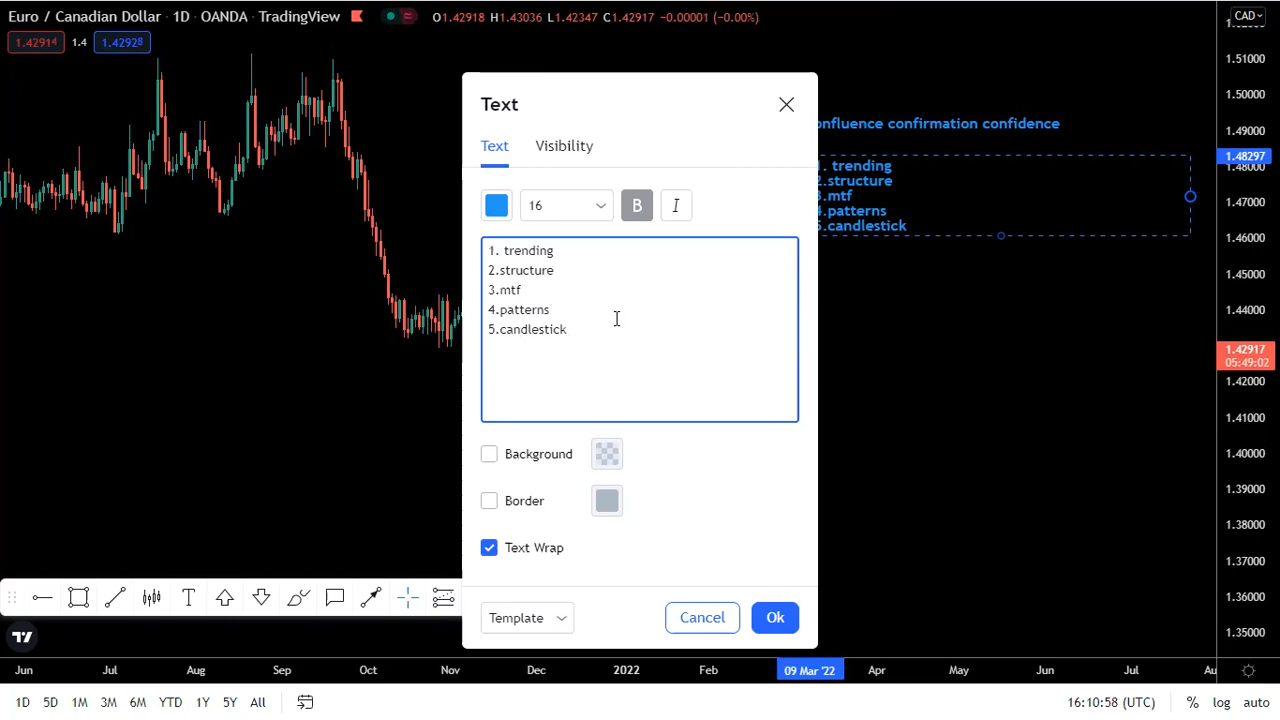 Euro / Canadian Dollar · 1D · OANDA · TradingView
O1.42918 H1.43036 L1.42347 C1.42917 -0.00001 (-0.00%)
CAD
1.42914 1.4 1.42928
Text
Text Visibility
16 B I
1. trending
2.structure
3.mtf
4.patterns
5.candlestick
Background
Border
Text Wrap
Template Cancel Ok
onfluence confirmation confidence
1. trending
2.structure
3.mtf
4.patterns
5.candlestick
1.51000
1.50000
1.49000
1.48297
1.48000
1.47000
1.46000
1.45000
1.44000
1.42917
05:49:02
1.42000
1.41000
1.40000
1.39000
1.38000
1.37000
1.36000
1.35000
T
Jun Jul Aug Sep Oct Nov Dec 2022 Feb 09 Mar '22 Apr May Jun Jul Au
1D 5D 1M 3M 6M YTD 1Y 5Y All 16:10:58 (UTC) % log auto